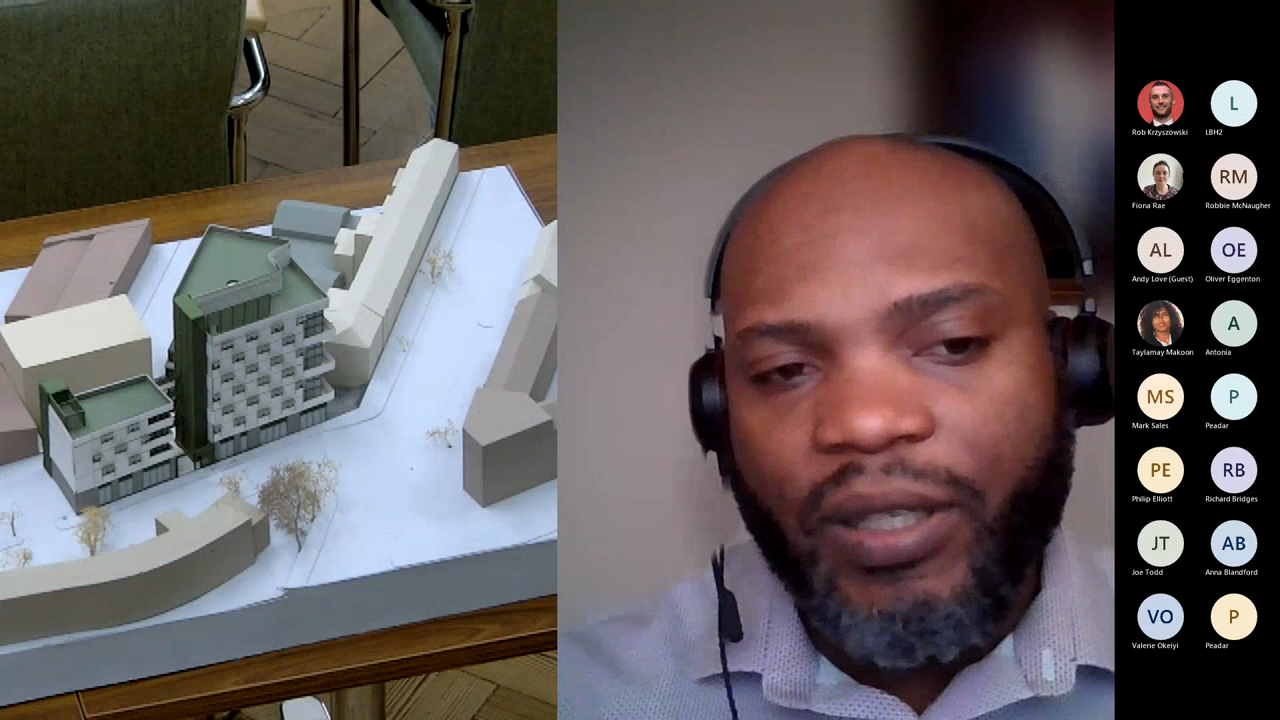 Rob Krzyszowski
L
LBH2
Fiona Rae
RM
Robbie McNaugher
AL
Andy Love (Guest)
OE
Oliver Eggenton
Taylamay Makoon
A
Antonia
MS
Mark Sales
P
Peadar
PE
Philip Elliott
RB
Richard Bridges
JT
Joe Todd
AB
Anna Blandford
VO
Valerie Okeiyi
P
Peadar